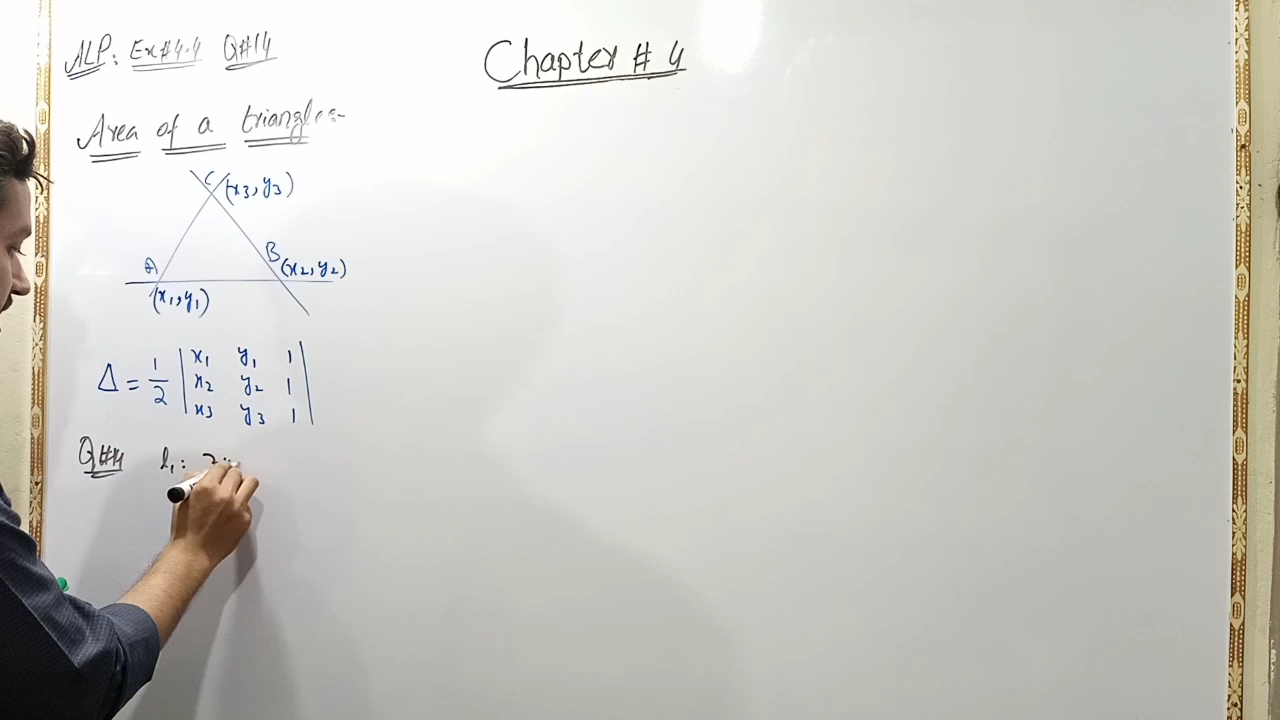 ALP: Ex#4.4 Q#14
Chapter # 4
Area of a triangle:-
C (x3, y3)
B (x2, y2)
A
(x1, y1)
Δ = 1/2 | x1 y1 1 |
| x2 y2 1 |
| x3 y3 1 |
Q#14 l1: